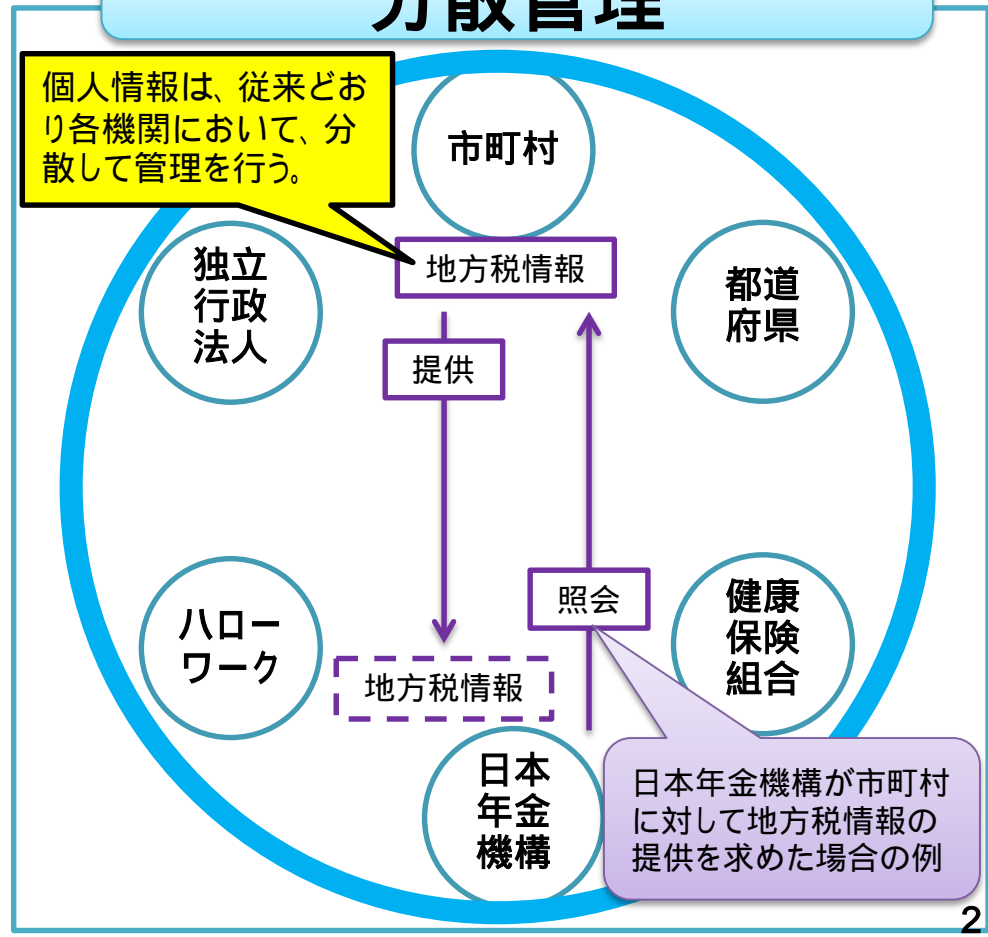 分散管理
個人情報は、従来どお
り各機関において、分
散して管理を行う。
市町村
独立
行政
法人
地方税情報
都道
府県
提供
照会
ハロー
ワーク
健康
保険
組合
地方税情報
日本
年金
機構
日本年金機構が市町村
に対して地方税情報の
提供を求めた場合の例
2